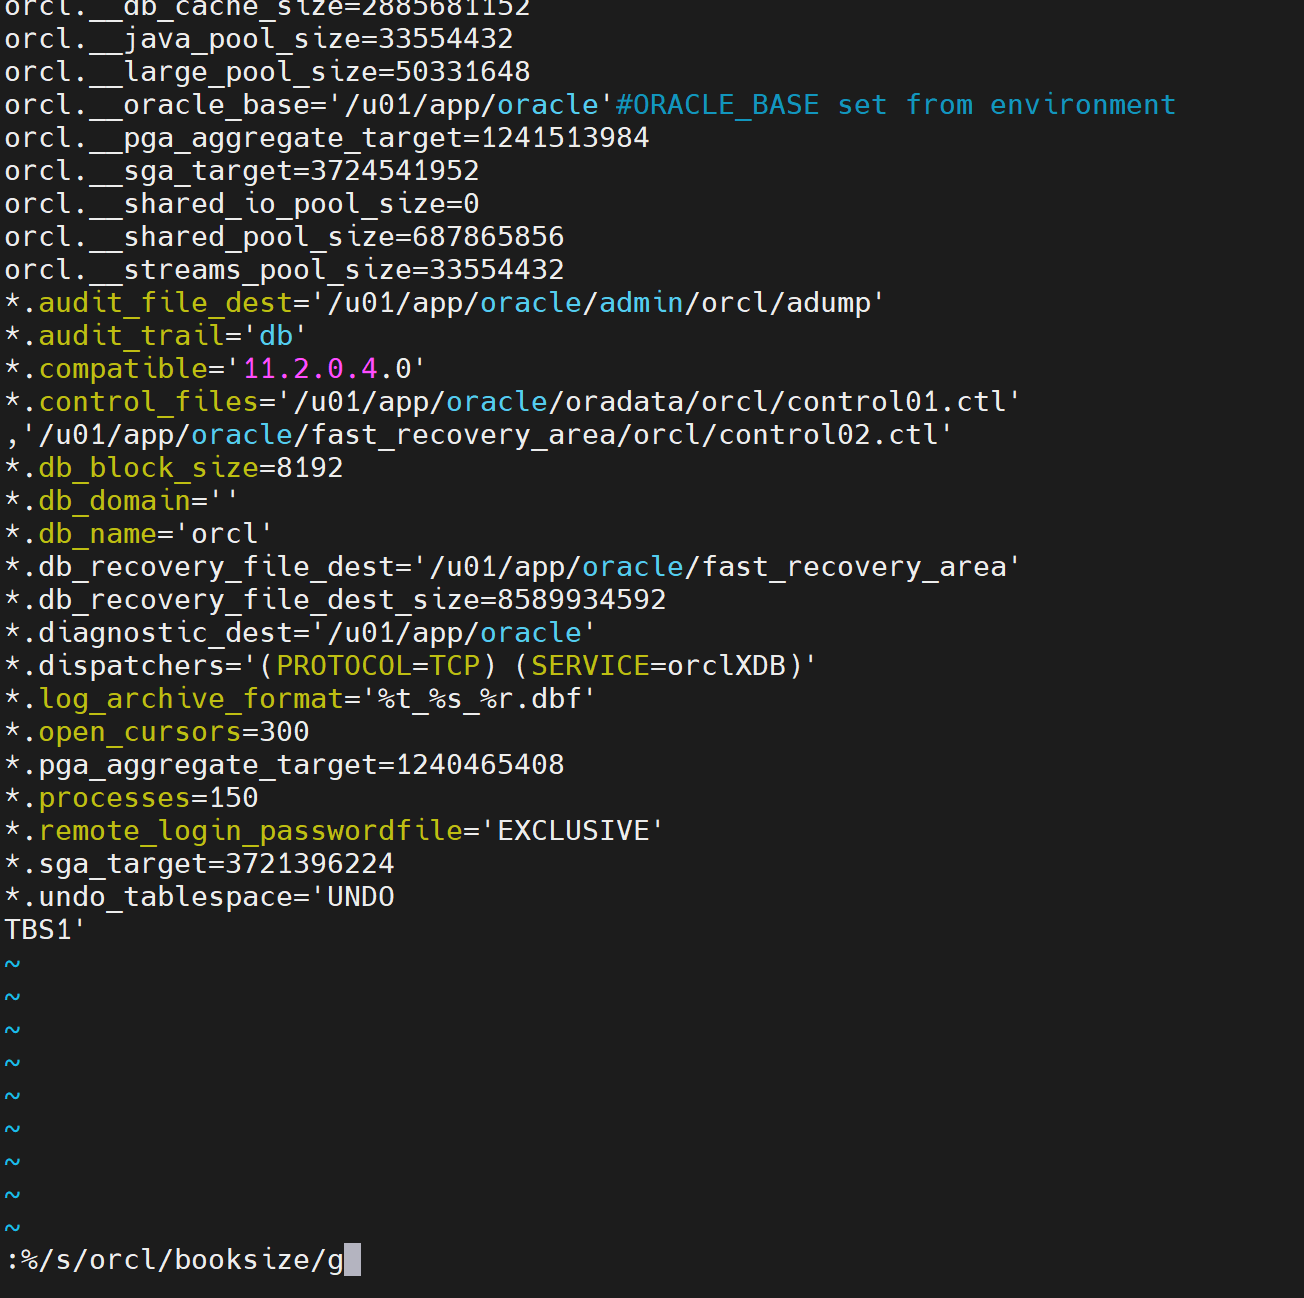 orcl.__db_cache_size=2885681152
orcl.__java_pool_size=33554432
orcl.__large_pool_size=50331648
orcl.__oracle_base='/u01/app/oracle'#ORACLE_BASE set from environment
orcl.__pga_aggregate_target=1241513984
orcl.__sga_target=3724541952
orcl.__shared_io_pool_size=0
orcl.__shared_pool_size=687865856
orcl.__streams_pool_size=33554432
*.audit_file_dest='/u01/app/oracle/admin/orcl/adump'
*.audit_trail='db'
*.compatible='11.2.0.4.0'
*.control_files='/u01/app/oracle/oradata/orcl/control01.ctl'
,'/u01/app/oracle/fast_recovery_area/orcl/control02.ctl'
*.db_block_size=8192
*.db_domain=''
*.db_name='orcl'
*.db_recovery_file_dest='/u01/app/oracle/fast_recovery_area'
*.db_recovery_file_dest_size=8589934592
*.diagnostic_dest='/u01/app/oracle'
*.dispatchers='(PROTOCOL=TCP) (SERVICE=orclXDB)'
*.log_archive_format='%t_%s_%r.dbf'
*.open_cursors=300
*.pga_aggregate_target=1240465408
*.processes=150
*.remote_login_passwordfile='EXCLUSIVE'
*.sga_target=3721396224
*.undo_tablespace='UNDO
TBS1'
~
~
~
~
~
~
~
~
~
:%/s/orcl/booksize/g